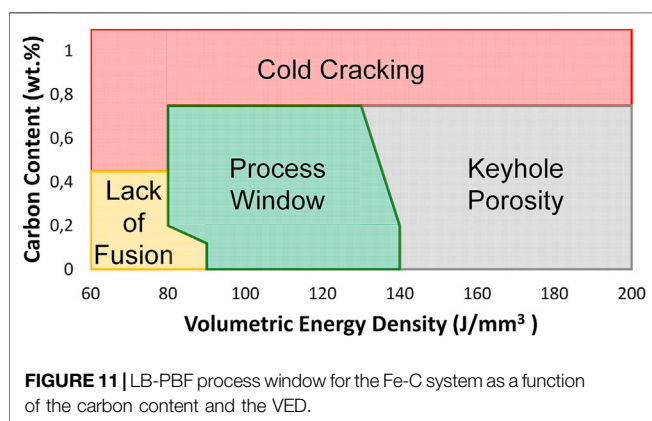 Carbon Content (wt.%)
1
0,8
0,6
0,4
0,2
0
Cold Cracking
Process
Window
Keyhole
Porosity
Lack
of
Fusion
60 80 100 120 140 160 180 200
Volumetric Energy Density (J/mm³ )
FIGURE 11 | LB-PBF process window for the Fe-C system as a function
of the carbon content and the VED.